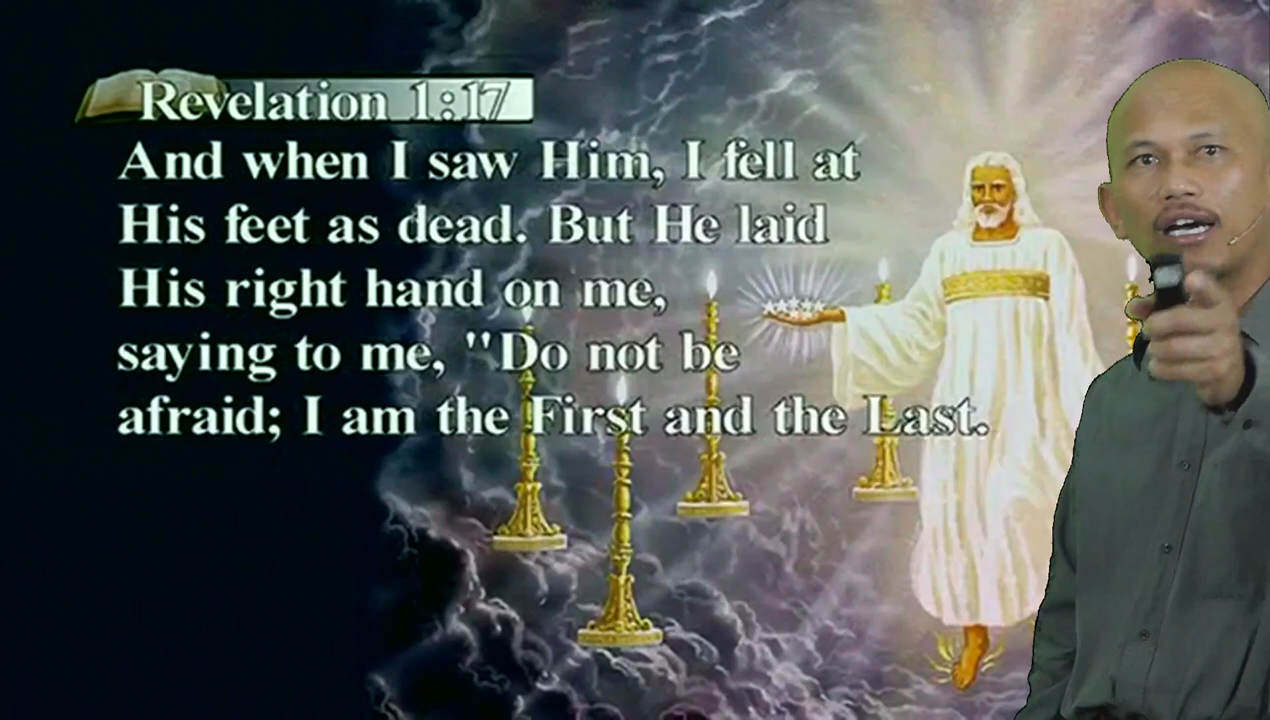 Revelation 1:17
And when I saw Him, I fell at
His feet as dead. But He laid
His right hand on me,
saying to me, "Do not be
afraid; I am the First and the Last.